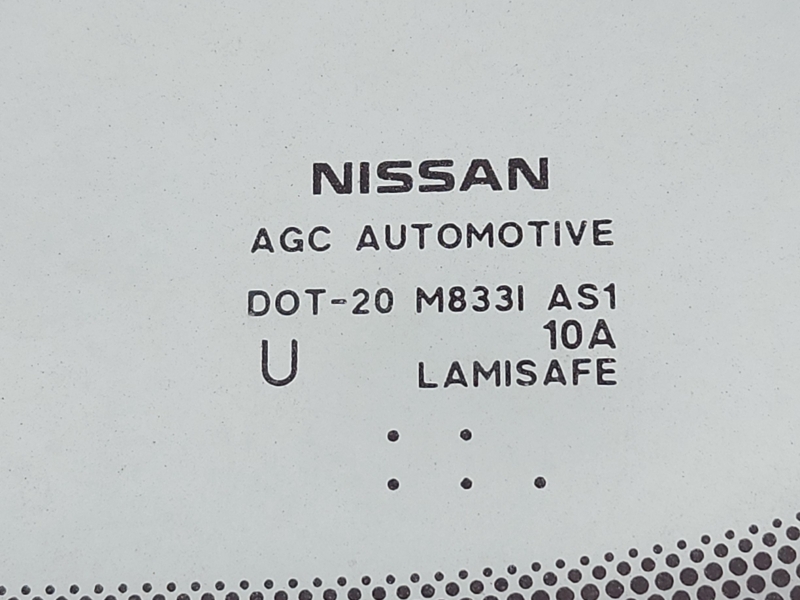 NISSAN
AGC AUTOMOTIVE
DOT-20 M833I AS1
10A
U
LAMISAFE